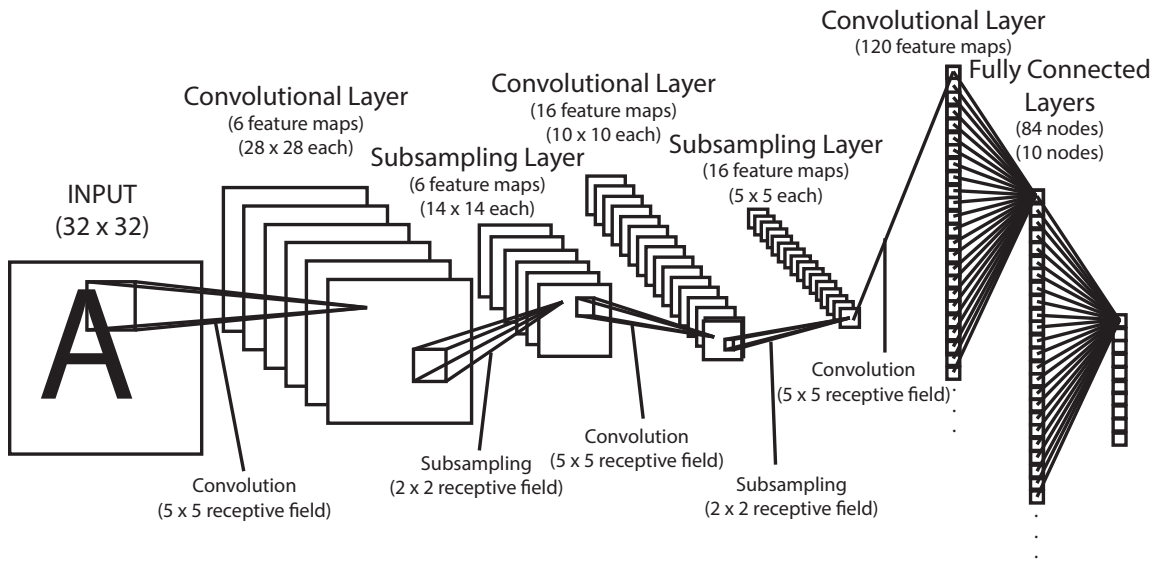 INPUT
(32 x 32)
A
Convolutional Layer
(6 feature maps)
(28 x 28 each)
Subsampling Layer
(6 feature maps)
(14 x 14 each)
Convolutional Layer
(16 feature maps)
(10 x 10 each)
Subsampling Layer
(16 feature maps)
(5 x 5 each)
Convolutional Layer
(120 feature maps)
Fully Connected
Layers
(84 nodes)
(10 nodes)
Convolution
(5 x 5 receptive field)
Subsampling
(2 x 2 receptive field)
Convolution
(5 x 5 receptive field)
Subsampling
(2 x 2 receptive field)
Convolution
(5 x 5 receptive field)